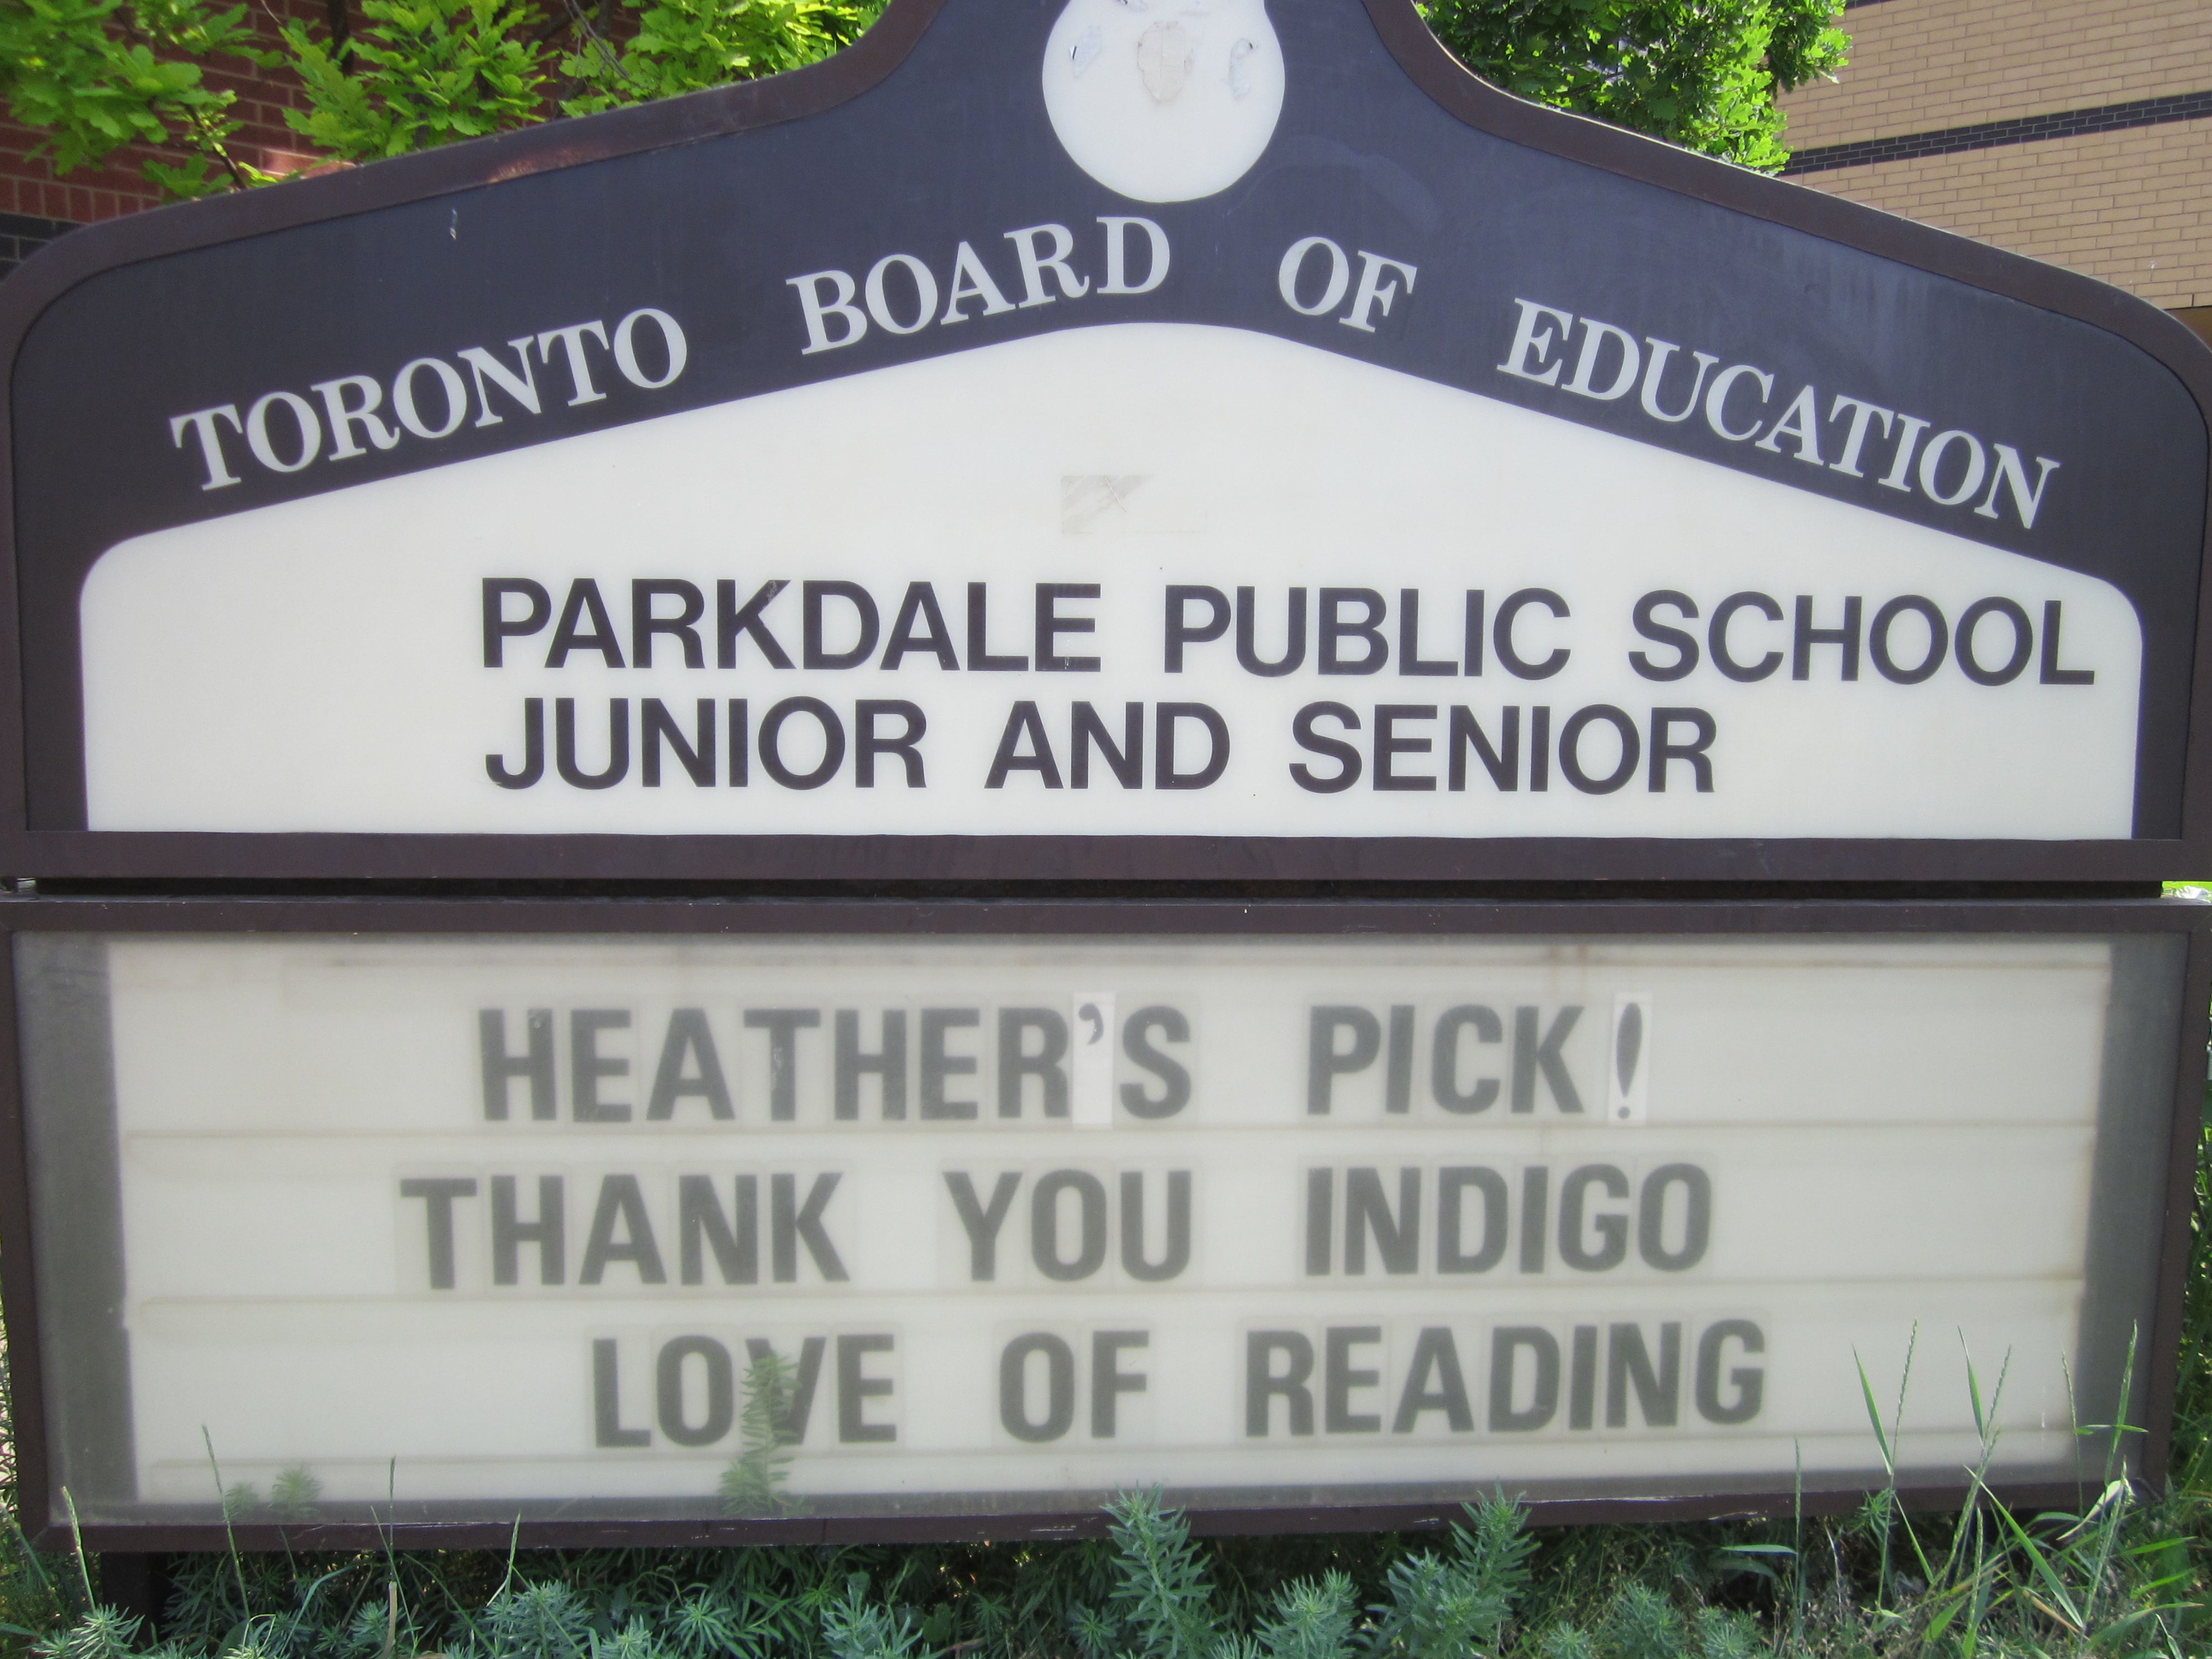 TORONTO BOARD OF EDUCATION
PARKDALE PUBLIC SCHOOL
JUNIOR AND SENIOR
HEATHER'S PICK!
THANK YOU INDIGO
LOVE OF READING